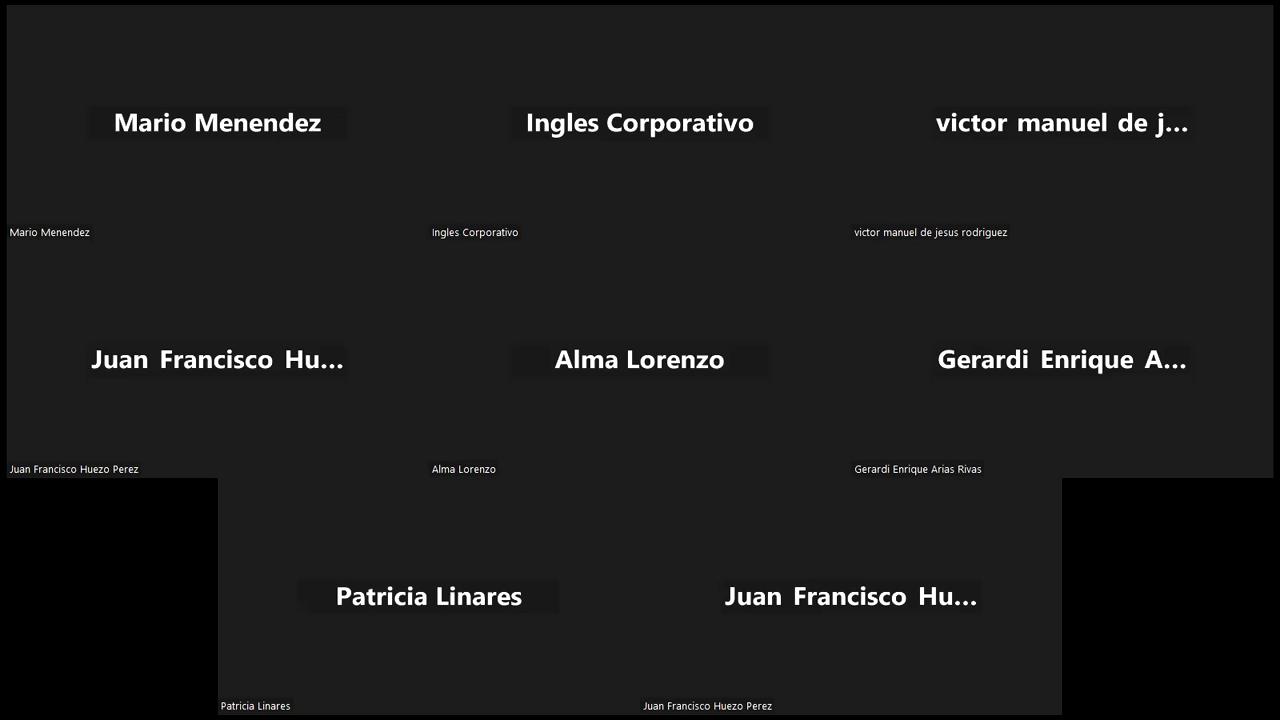 Mario Menendez
Ingles Corporativo
victor manuel de j...
Mario Menendez
Ingles Corporativo
victor manuel de jesus rodriguez
Juan Francisco Hu...
Alma Lorenzo
Gerardi Enrique A...
Juan Francisco Huezo Perez
Alma Lorenzo
Gerardi Enrique Arias Rivas
Patricia Linares
Juan Francisco Hu...
Patricia Linares
Juan Francisco Huezo Perez